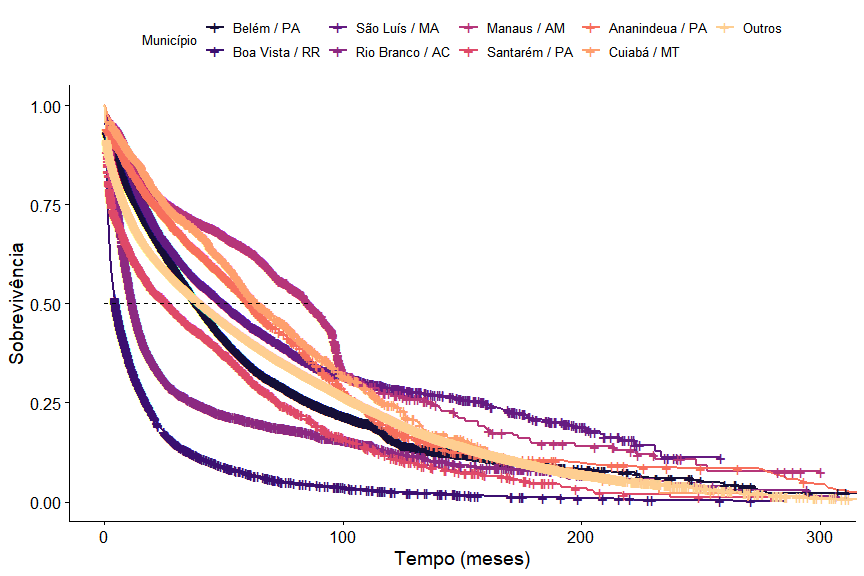 Município
Belém / PA
São Luís / MA
Manaus / AM
Ananindeua / PA
Outros
Boa Vista / RR
Rio Branco / AC
Santarém / PA
Cuiabá / MT
Sobrevivência
1.00
0.75
0.50
0.25
0.00
0
100
200
300
Tempo (meses)